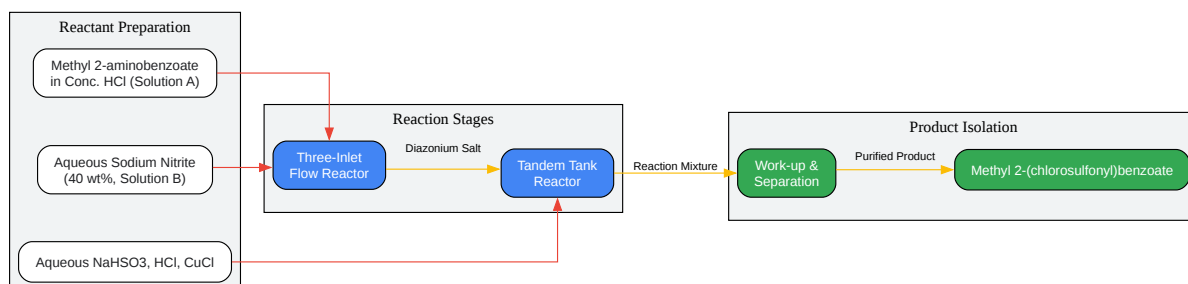 Reactant Preparation
Methyl 2-aminobenzoate
in Conc. HCl (Solution A)
Aqueous Sodium Nitrite
(40 wt%, Solution B)
Aqueous NaHSO3, HCl, CuCl
Reaction Stages
Three-Inlet
Flow Reactor
Diazonium Salt
Tandem Tank
Reactor
Reaction Mixture
Product Isolation
Work-up &
Separation
Purified Product
Methyl 2-(chlorosulfonyl)benzoate